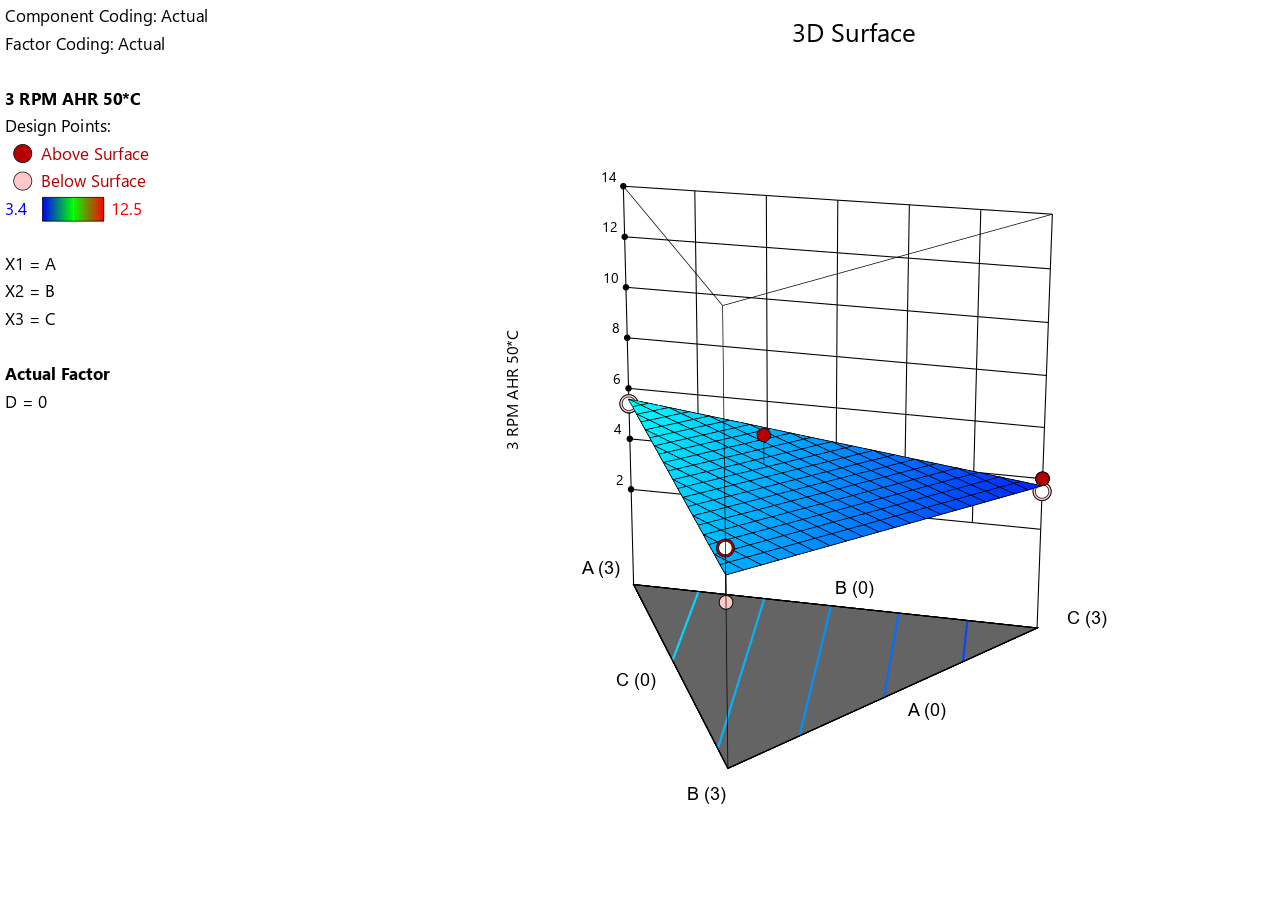 Component Coding: Actual
Factor Coding: Actual
3D Surface
3 RPM AHR 50*C
Design Points:
Above Surface
Below Surface
3.4 12.5
X1 = A
X2 = B
X3 = C
Actual Factor
D = 0
3 RPM AHR 50*C
14
12
10
8
6
4
2
A (3)
B (0)
C (3)
C (0)
A (0)
B (3)